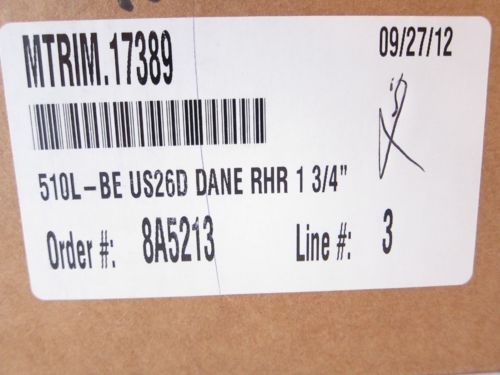 MTRIM.17389 09/27/12
510L-BE US26D DANE RHR 1 3/4"
Order #: 8A5213 Line #: 3